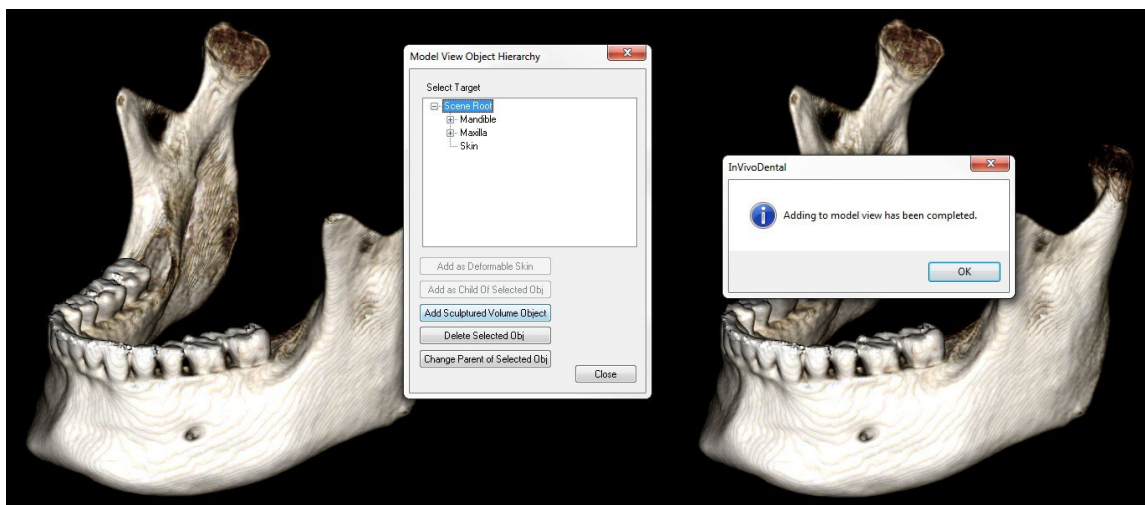 Model View Object Hierarchy
Select Target
Scene Root
Mandible
Maxilla
Skin
Add as Deformable Skin
Add as Child Of Selected Obj
Add Sculptured Volume Object
Delete Selected Obj
Change Parent of Selected Obj
Close
InVivoDental
Adding to model view has been completed.
OK